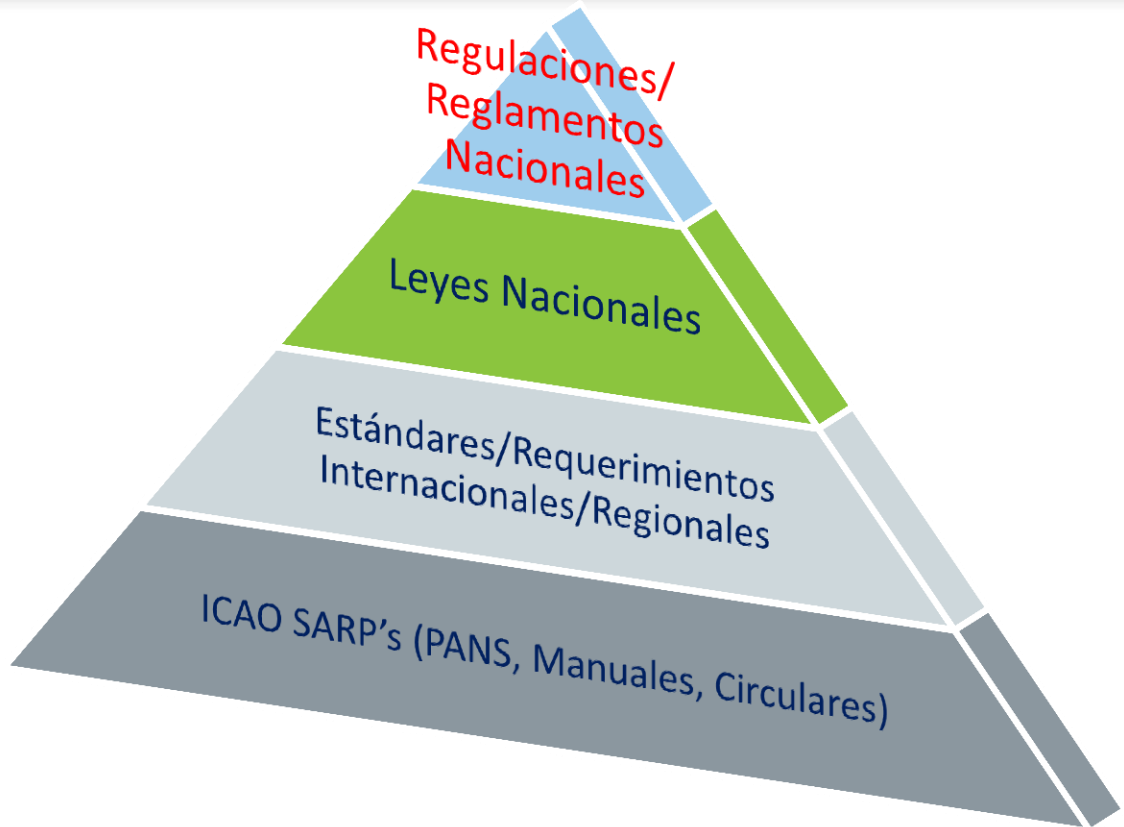 Regulaciones/
Reglamentos
Nacionales
Leyes Nacionales
Estándares/Requerimientos
Internacionales/Regionales
ICAO SARP’s (PANS, Manuales, Circulares)